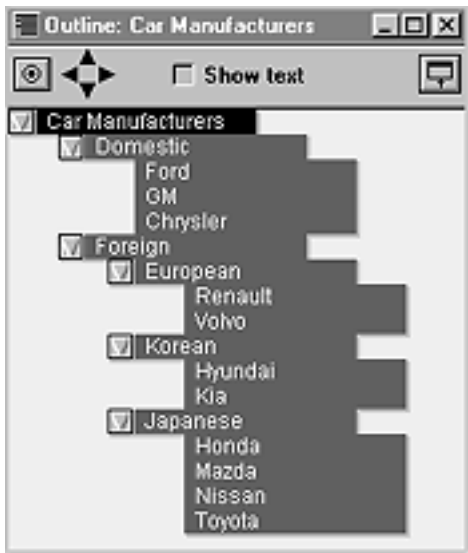 Outline: Car Manufacturers
Show text
Car Manufacturers
Domestic
Ford
GM
Chrysler
Foreign
European
Renault
Volvo
Korean
Hyundai
Kia
Japanese
Honda
Mazda
Nissan
Toyota